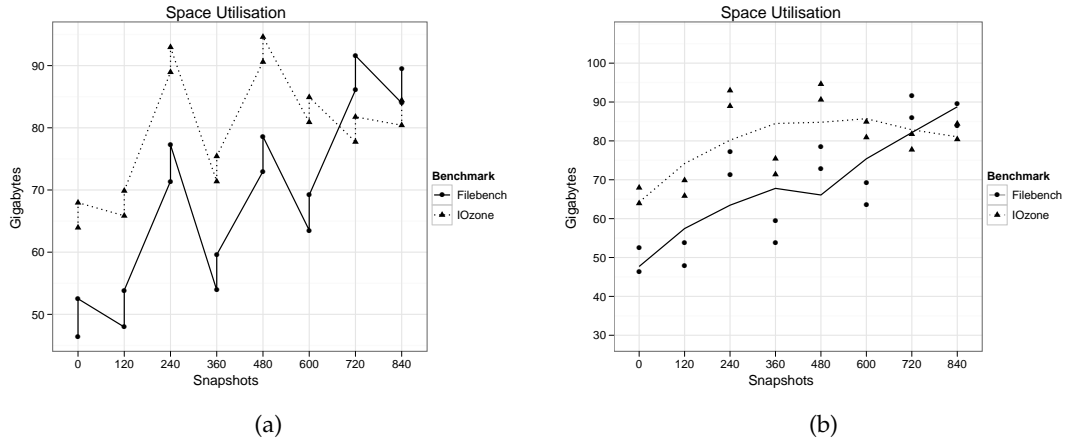 Space Utilisation
90
80
70
60
50
Gigabytes
0 120 240 360 480 600 720 840
Snapshots
Benchmark
Filebench
IOzone
(a)
Space Utilisation
100
90
80
70
60
50
40
30
Gigabytes
0 120 240 360 480 600 720 840
Snapshots
Benchmark
Filebench
IOzone
(b)